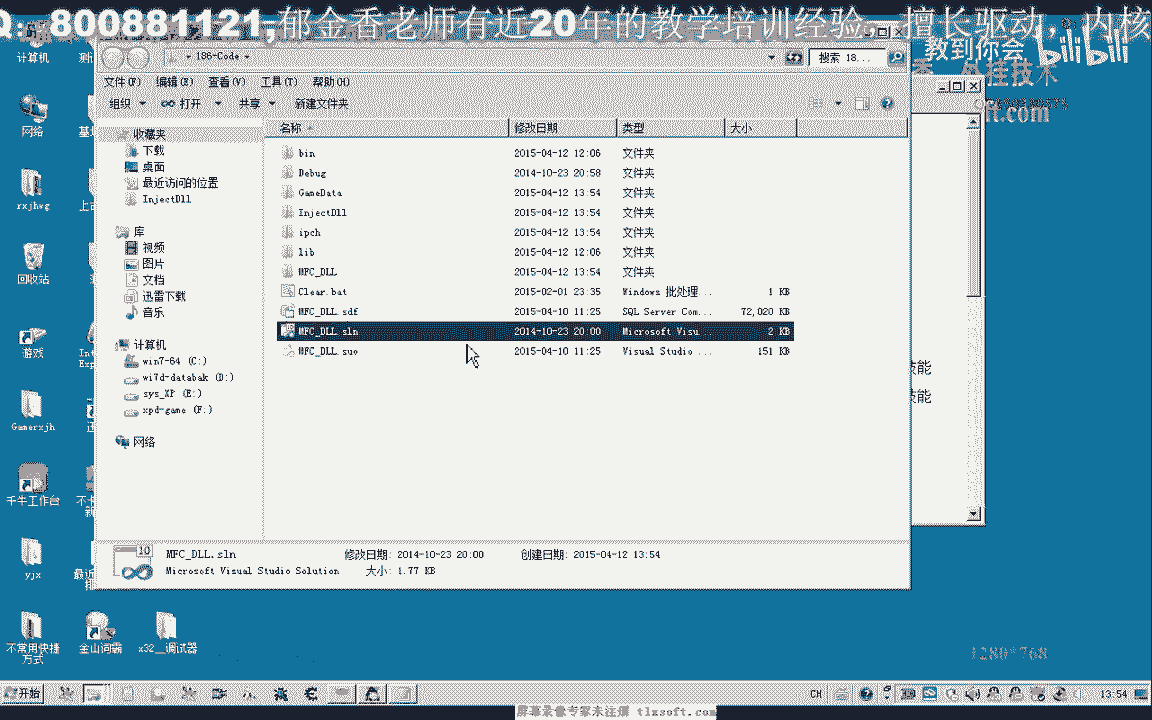 Q: 800881121,郁金香老师有近20年的教学培训经验, 擅长驱动, 内核
教到你会
bilibili
挂技术
soft.com
186-Code
搜索 18...
文件(F) 编辑(E) 查看(V) 工具(T) 帮助(H)
组织 打开 共享 新建文件夹
名称 修改日期 类型 大小
bin 2015-04-12 12:06 文件夹
Debug 2014-10-23 20:58 文件夹
GameData 2015-04-12 13:54 文件夹
InjectDll 2015-04-12 13:54 文件夹
ipch 2015-04-12 13:54 文件夹
lib 2015-04-12 12:06 文件夹
MFC_DLL 2015-04-12 13:54 文件夹
Clear.bat 2015-02-01 23:35 Windows 批处理... 1 KB
MFC_DLL.sdf 2015-04-10 11:25 SQL Server Com... 72,020 KB
MFC_DLL.sln 2014-10-23 20:00 Microsoft Visu... 2 KB
MFC_DLL.suo 2015-04-10 11:25 Visual Studio ... 151 KB
收藏夹
下载
桌面
最近访问的位置
InjectDll
库
视频
图片
文档
迅雷下载
音乐
计算机
win7-64 (C:)
wi7d-databak (D:)
sys_XP (E:)
xpd-game (F:)
网络
MFC_DLL.sln 修改日期: 2014-10-23 20:00 创建日期: 2015-04-12 13:54
Microsoft Visual Studio Solution 大小: 1.77 KB
技能
技能
计算机
网络
rxjhwg
回收站
游戏
Gamerxjh
千牛工作台
yjx
不常用快捷方式
金山词霸
x32__调试器
1280*768
开始
CH
13:54
屏幕录像专家未注册 tlxsoft.com